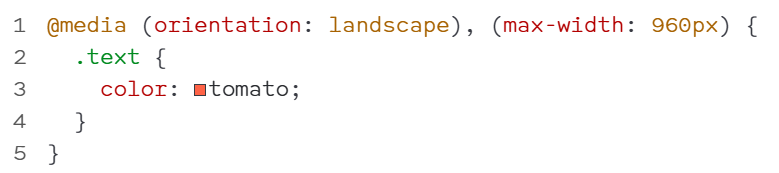 1 @media (orientation: landscape), (max-width: 960px) {
2   .text {
3     color: tomato;
4   }
5 }